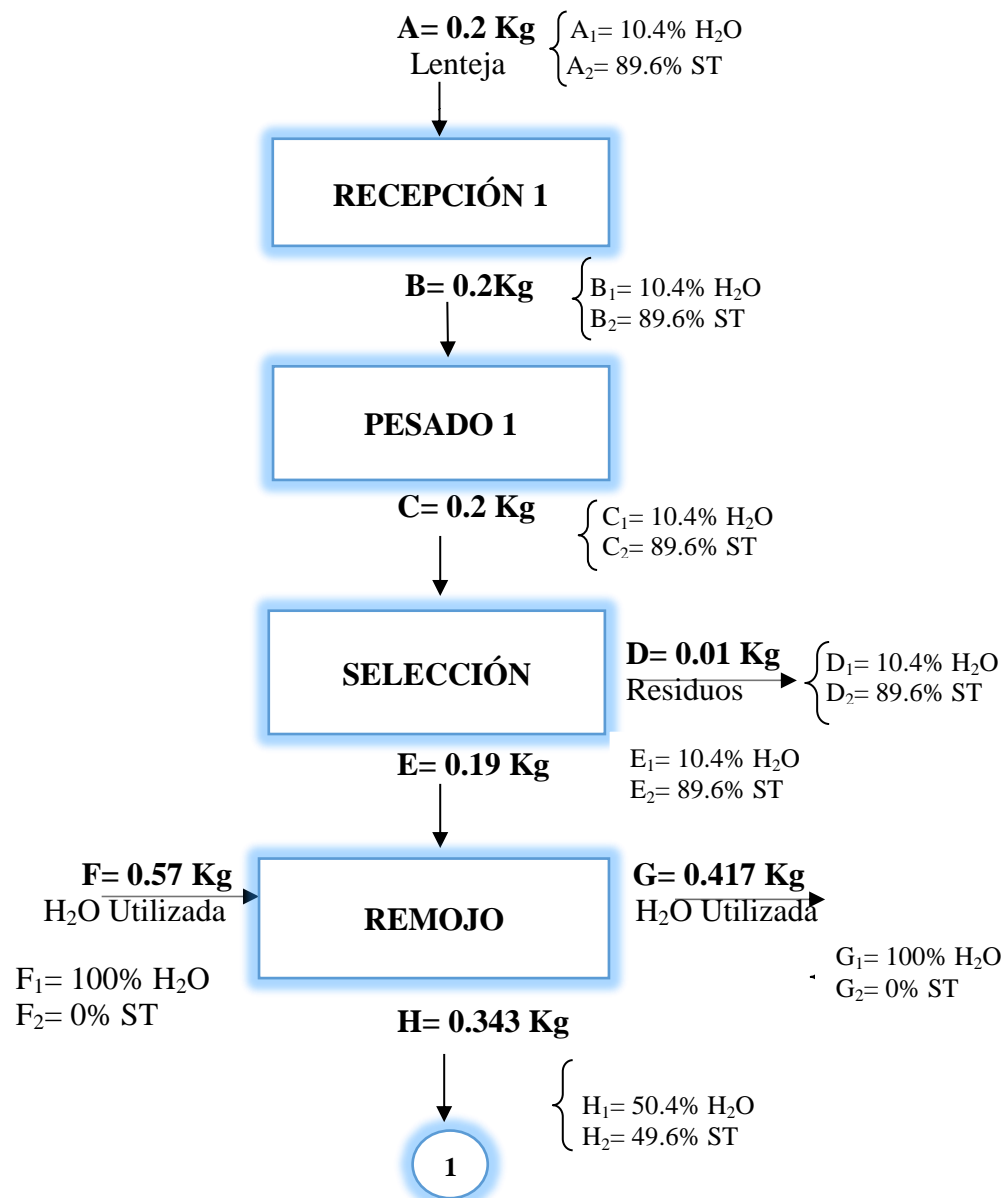 A= 0.2 Kg
Lenteja
A₁= 10.4% H₂O
A₂= 89.6% ST
RECEPCIÓN 1
B= 0.2Kg
B₁= 10.4% H₂O
B₂= 89.6% ST
PESADO 1
C= 0.2 Kg
C₁= 10.4% H₂O
C₂= 89.6% ST
SELECCIÓN
D= 0.01 Kg
Residuos
D₁= 10.4% H₂O
D₂= 89.6% ST
E= 0.19 Kg
E₁= 10.4% H₂O
E₂= 89.6% ST
F= 0.57 Kg
H₂O Utilizada
F₁= 100% H₂O
F₂= 0% ST
REMOJO
G= 0.417 Kg
H₂O Utilizada
G₁= 100% H₂O
G₂= 0% ST
H= 0.343 Kg
H₁= 50.4% H₂O
H₂= 49.6% ST
1